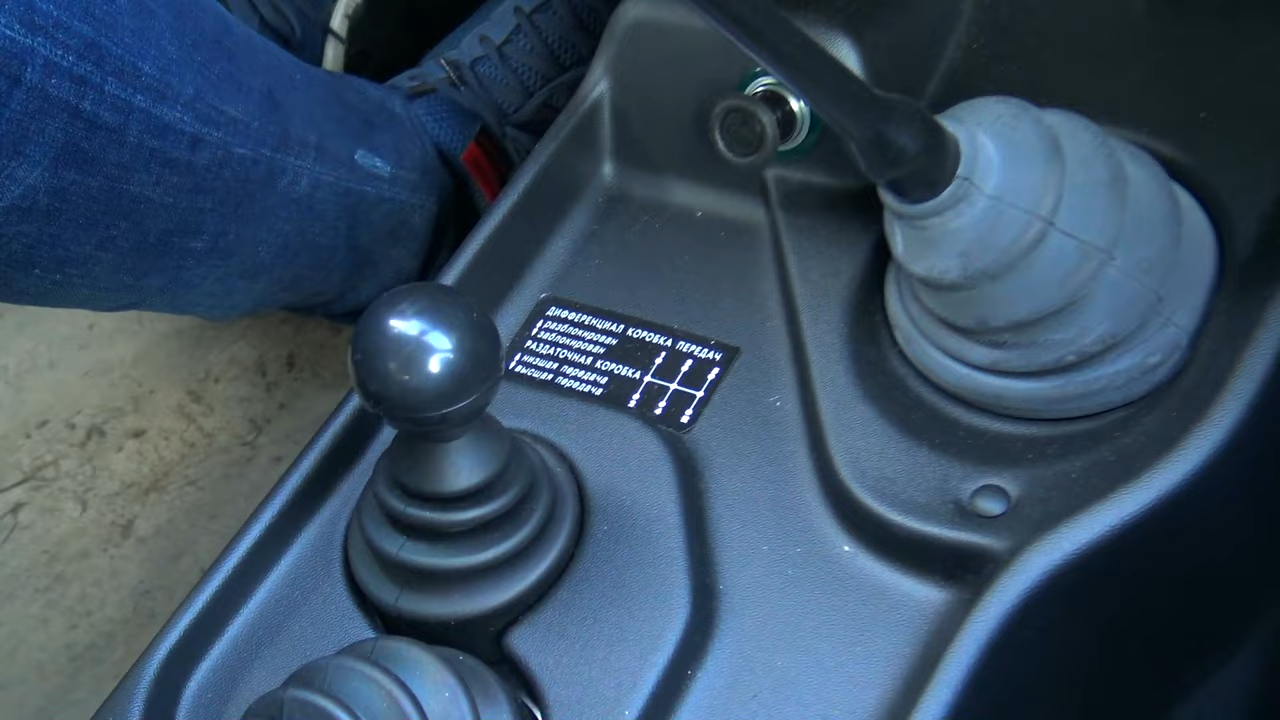 ДИФФЕРЕНЦИАЛ КОРОБКА ПЕРЕДАЧ
разблокирован
заблокирован
РАЗДАТОЧНАЯ КОРОБКА
низшая передача
высшая передача